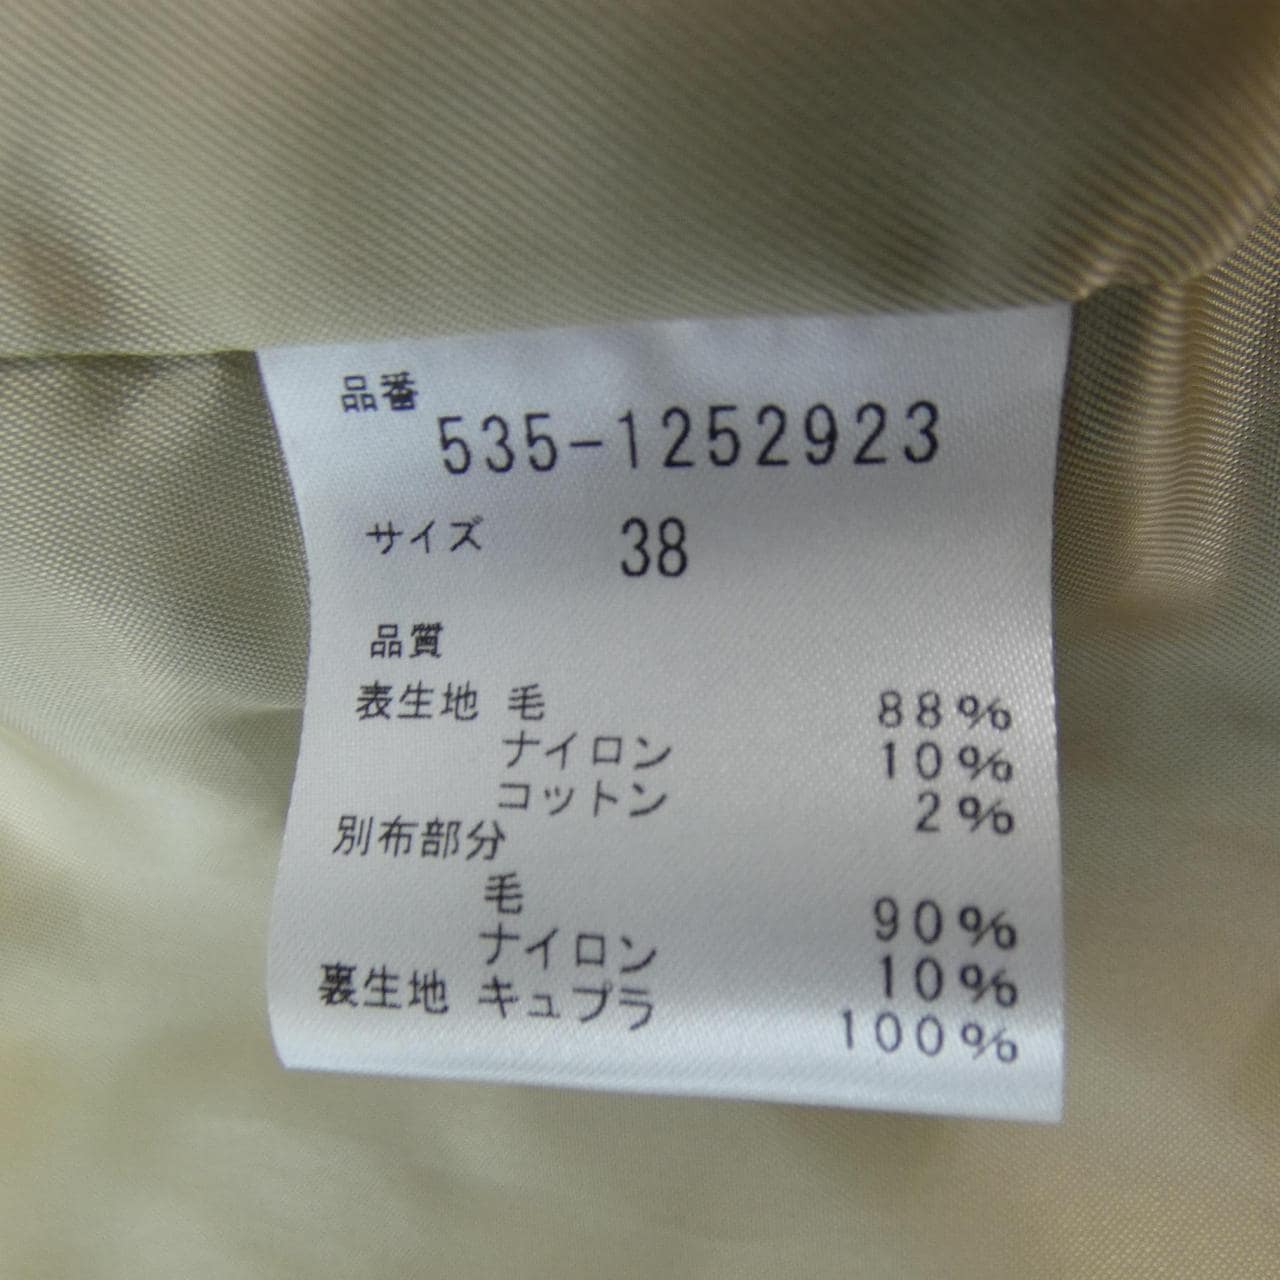 品番
535-1252923
サイズ 38
品質
表生地 毛 88%
ナイロン 10%
コットン 2%
別布部分
毛 90%
ナイロン 10%
裏生地 キュプラ 100%